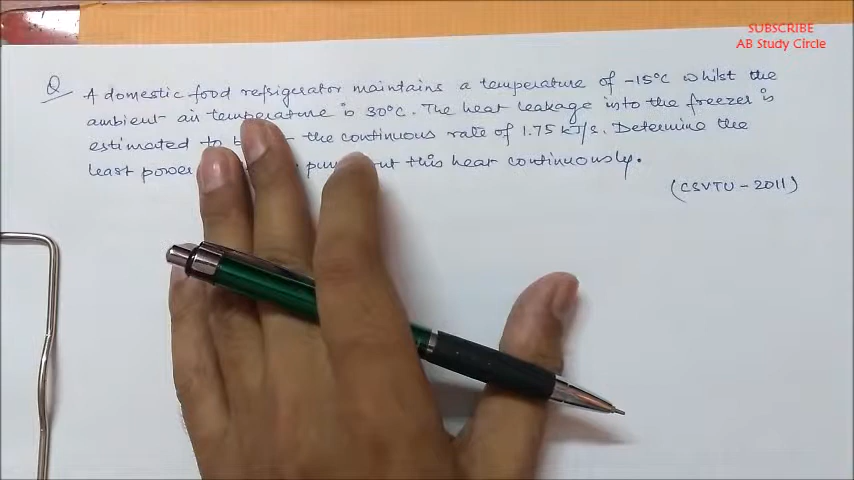 SUBSCRIBE
AB Study Circle
Q A domestic food refrigerator maintains a temperature of -15°C whilst the
ambient air temperature is 30°C. The heat leakage into the freezer is
estimated to the continuous rate of 1.75 kJ/s. Determine the
least power out this heat continuously.
(CSVTU - 2011)